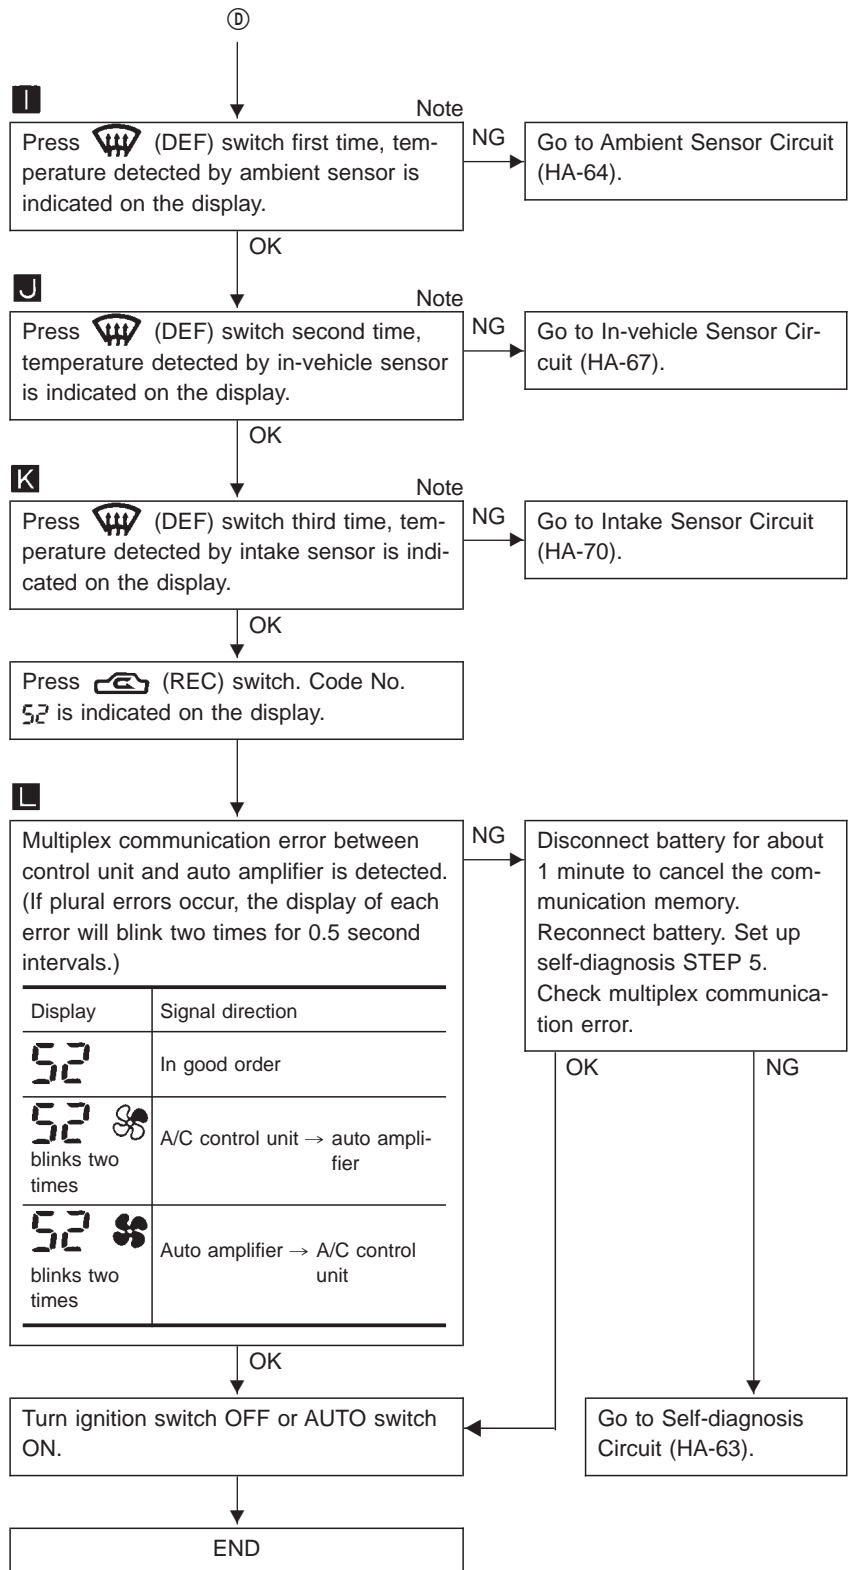 D
I
Note
Press (DEF) switch first time, tem-
perature detected by ambient sensor is
indicated on the display.
NG
Go to Ambient Sensor Circuit
(HA-64).
OK
J
Note
Press (DEF) switch second time,
temperature detected by in-vehicle sensor
is indicated on the display.
NG
Go to In-vehicle Sensor Cir-
cuit (HA-67).
OK
K
Note
Press (DEF) switch third time, tem-
perature detected by intake sensor is indi-
cated on the display.
NG
Go to Intake Sensor Circuit
(HA-70).
OK
Press (REC) switch. Code No.
52 is indicated on the display.
L
Multiplex communication error between
control unit and auto amplifier is detected.
(If plural errors occur, the display of each
error will blink two times for 0.5 second
intervals.)
Display Signal direction
52 In good order
52
blinks two
times
A/C control unit → auto ampli-
fier
52
blinks two
times
Auto amplifier → A/C control
unit
NG
Disconnect battery for about
1 minute to cancel the com-
munication memory.
Reconnect battery. Set up
self-diagnosis STEP 5.
Check multiplex communica-
tion error.
OK NG
OK
Turn ignition switch OFF or AUTO switch
ON.
Go to Self-diagnosis
Circuit (HA-63).
END